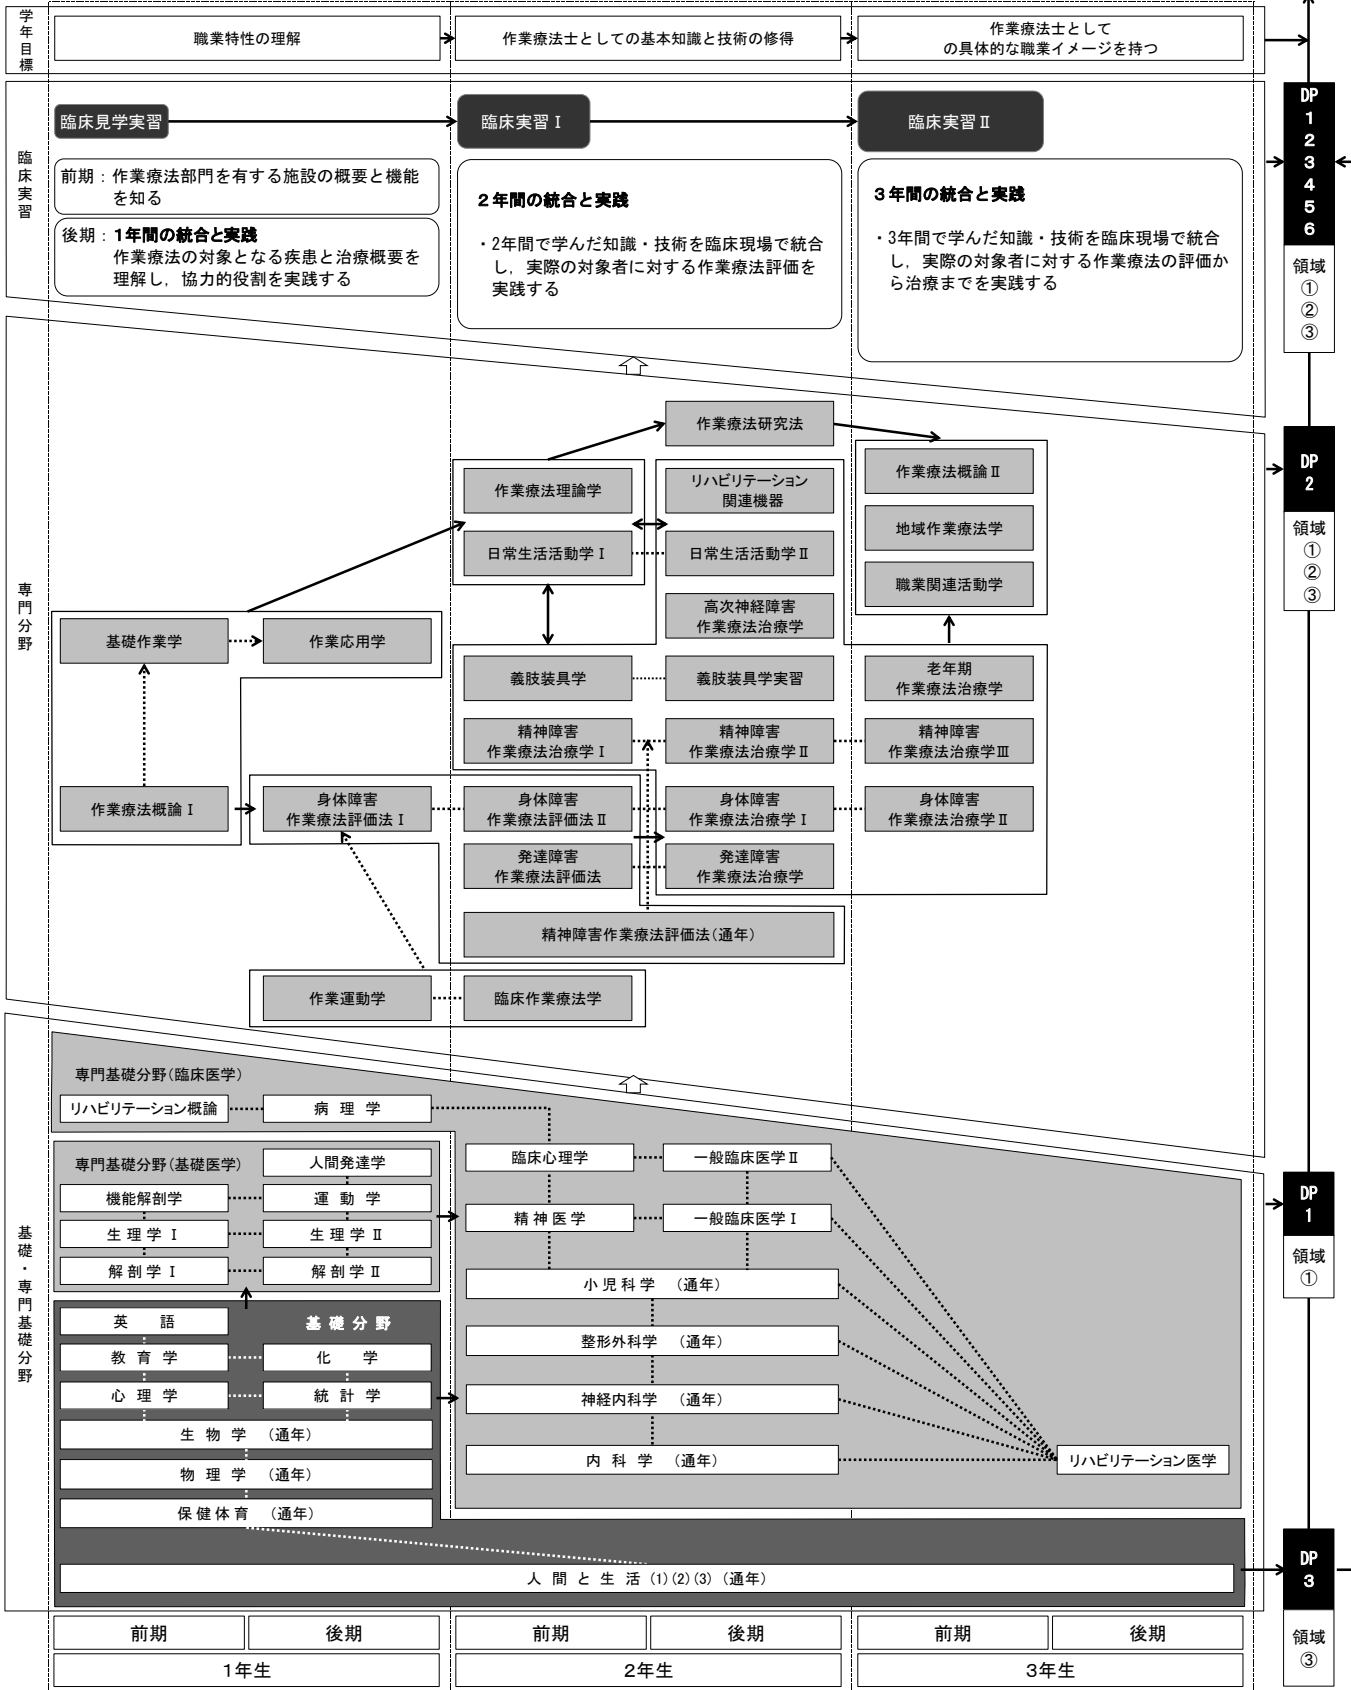 学年目標
職業特性の理解
作業療法士としての基本知識と技術の修得
作業療法士として
の具体的な職業イメージを持つ
臨床実習
臨床見学実習
臨床実習Ⅰ
臨床実習Ⅱ
前期：作業療法部門を有する施設の概要と機能
を知る
後期：1年間の統合と実践
作業療法の対象となる疾患と治療概要を
理解し，協力的役割を実践する
2年間の統合と実践
・2年間で学んだ知識・技術を臨床現場で統合
し，実際の対象者に対する作業療法評価を
実践する
3年間の統合と実践
・3年間で学んだ知識・技術を臨床現場で統合
し，実際の対象者に対する作業療法の評価か
ら治療までを実践する
DP
1
2
3
4
5
6
領域
①
②
③
専門分野
作業療法研究法
作業療法理論学
リハビリテーション
関連機器
作業療法概論Ⅱ
日常生活活動学Ⅰ
日常生活活動学Ⅱ
地域作業療法学
職業関連活動学
高次神経障害
作業療法治療学
基礎作業学
作業応用学
義肢装具学
義肢装具学実習
老年期
作業療法治療学
精神障害
作業療法治療学Ⅰ
精神障害
作業療法治療学Ⅱ
精神障害
作業療法治療学Ⅲ
作業療法概論Ⅰ
身体障害
作業療法評価法Ⅰ
身体障害
作業療法評価法Ⅱ
身体障害
作業療法治療学Ⅰ
身体障害
作業療法治療学Ⅱ
発達障害
作業療法評価法
発達障害
作業療法治療学
精神障害作業療法評価法(通年)
作業運動学
臨床作業療法学
DP
2
領域
①
②
③
基礎・専門基礎分野
専門基礎分野(臨床医学)
リハビリテーション概論
病理学
専門基礎分野(基礎医学)
人間発達学
機能解剖学
運動学
生理学Ⅰ
生理学Ⅱ
解剖学Ⅰ
解剖学Ⅱ
臨床心理学
一般臨床医学Ⅱ
精神医学
一般臨床医学Ⅰ
小児科学 (通年)
整形外科学 (通年)
神経内科学 (通年)
内科学 (通年)
リハビリテーション医学
英 語
基礎分野
教育学
化 学
心理学
統計学
生物学 (通年)
物理学 (通年)
保健体育 (通年)
人間と生活(1)(2)(3)(通年)
DP
1
領域
①
DP
3
領域
③
前期
後期
前期
後期
前期
後期
1年生
2年生
3年生